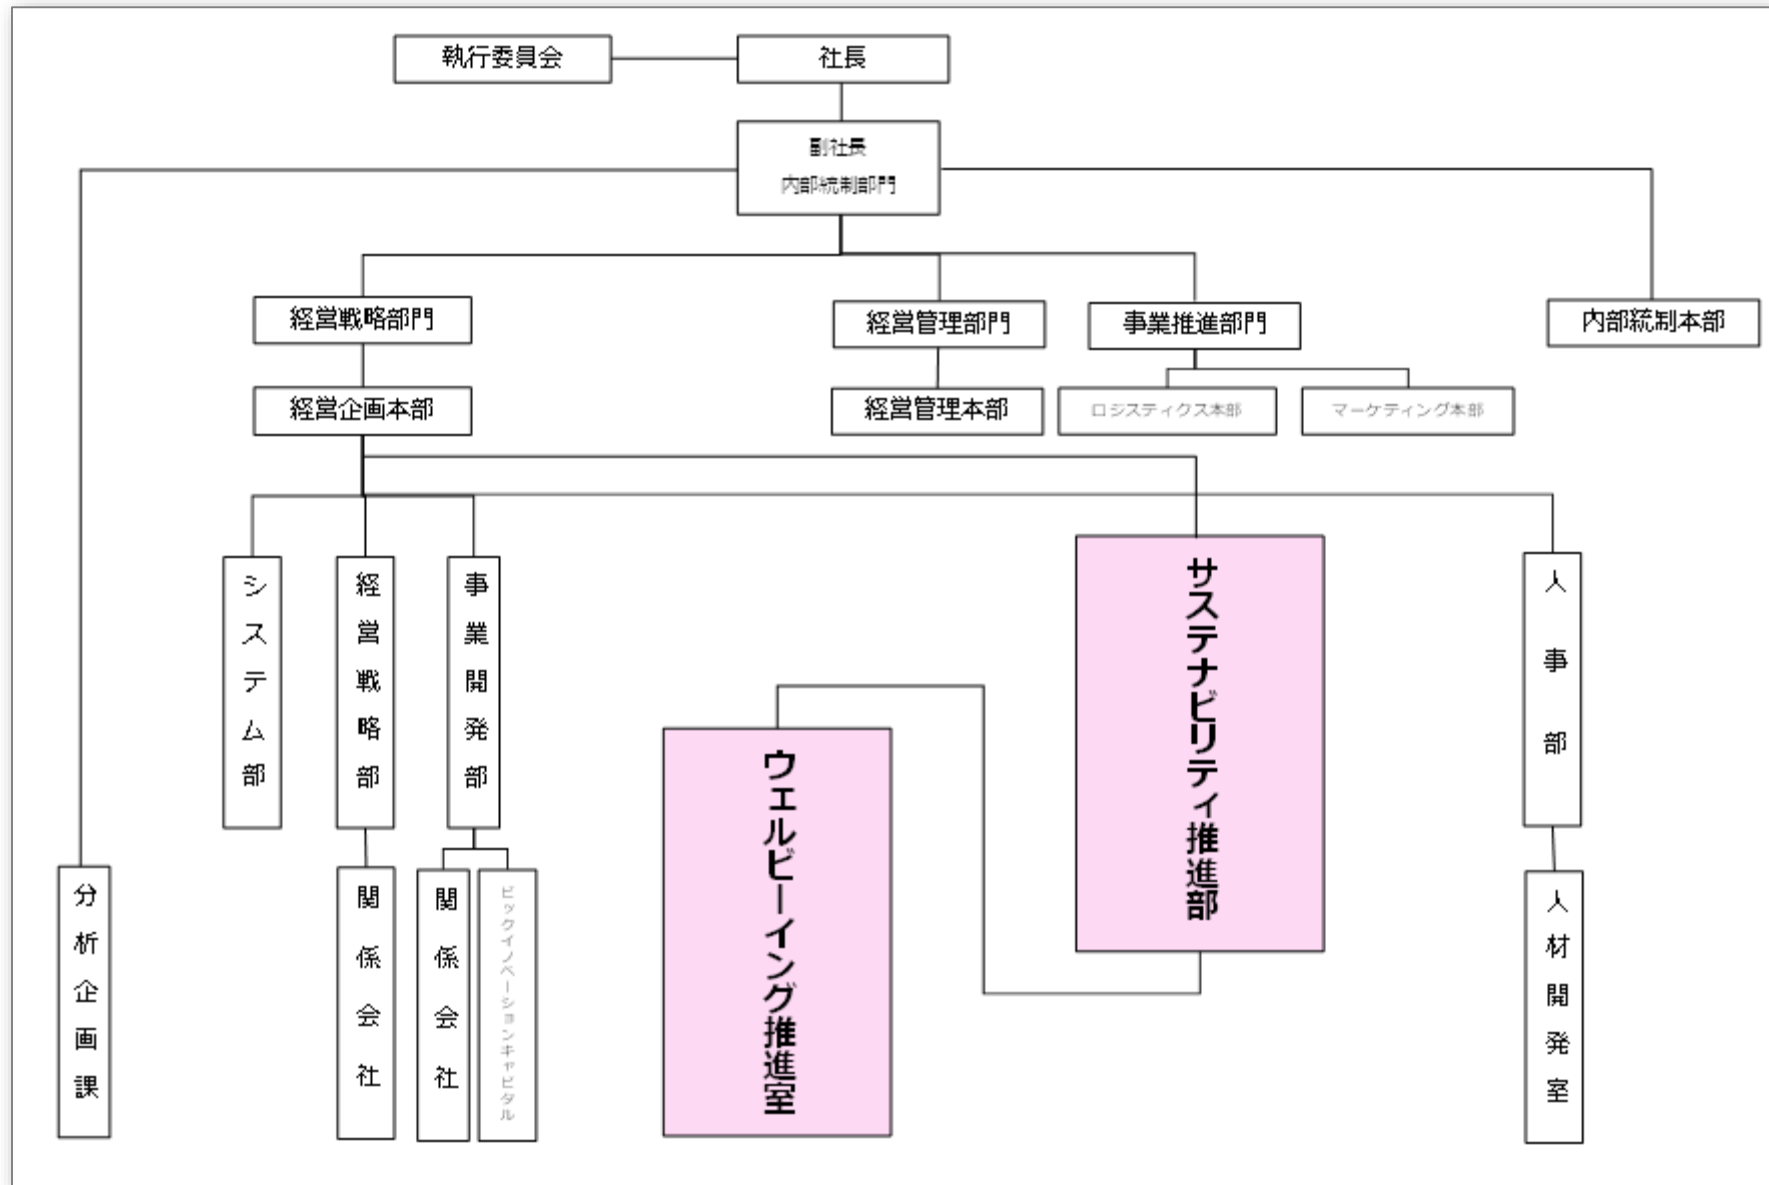 執行委員会
社長
副社長
内部統制部門
経営戦略部門
経営管理部門
事業推進部門
内部統制本部
経営企画本部
経営管理本部
ロジスティクス本部
マーケティング本部
システム部
経営戦略部
事業開発部
サステナビリティ推進部
人事部
ウェルビーイング推進室
分析企画課
関係会社
関係会社
ビックイノベーションキャピタル
人材開発室